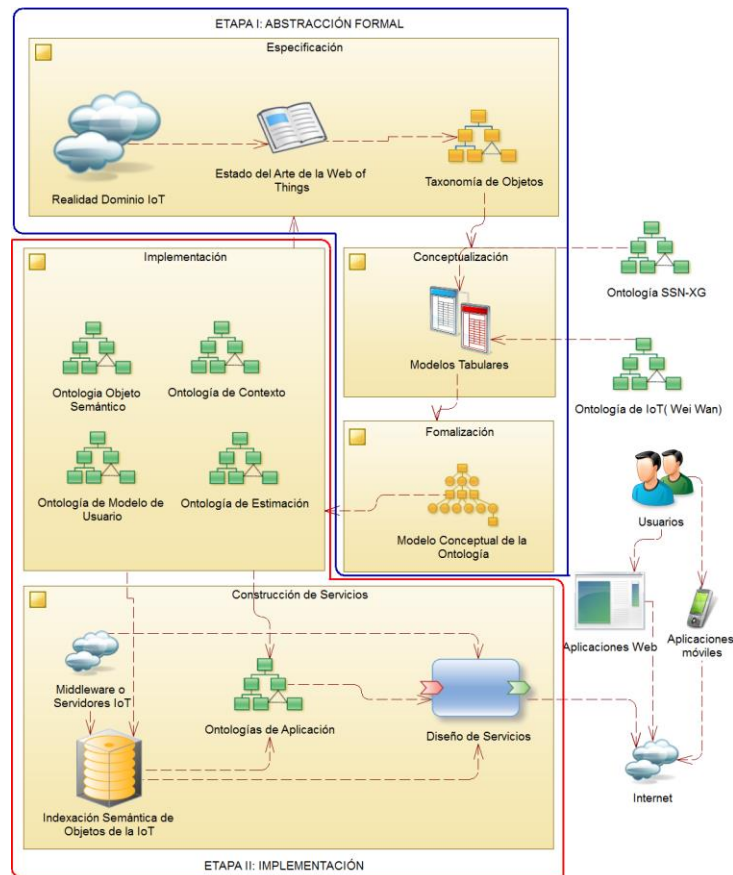 ETAPA I: ABSTRACCIÓN FORMAL
Especificación
Realidad Dominio IoT
Estado del Arte de la Web of
Things
Taxonomía de Objetos
Implementación
Ontologia Objeto
Semántico
Ontología de Contexto
Ontología de Modelo de
Usuario
Ontología de Estimación
Conceptualización
Modelos Tabulares
Ontología SSN-XG
Ontología de IoT( Wei Wan)
Fomalización
Modelo Conceptual de la
Ontología
Usuarios
Aplicaciones Web
Aplicaciones
móviles
Internet
Construcción de Servicios
Middleware o
Servidores IoT
Ontologías de Aplicación
Diseño de Servicios
Indexación Semántica de
Objetos de la IoT
ETAPA II: IMPLEMENTACIÓN